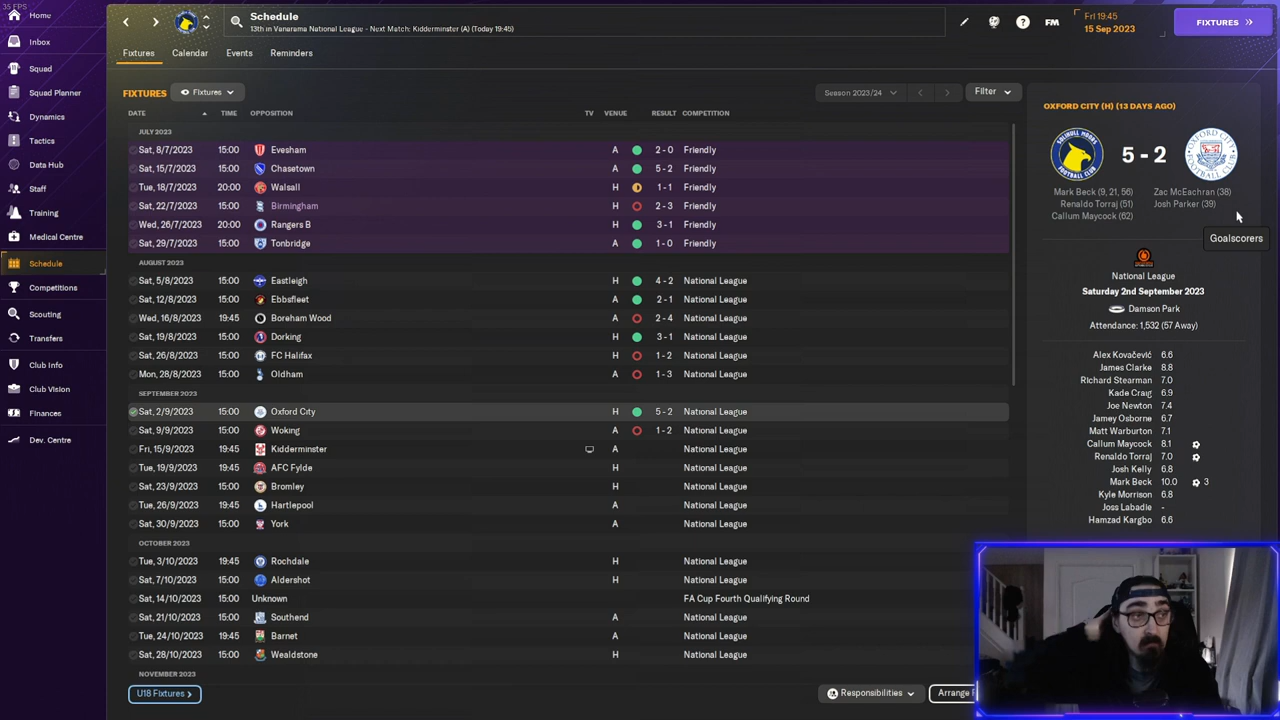 35 FPS
Home
Inbox
Squad
Squad Planner
Dynamics
Tactics
Data Hub
Staff
Training
Medical Centre
Schedule
Competitions
Scouting
Transfers
Club Info
Club Vision
Finances
Dev. Centre
Schedule
13th in Vanarama National League - Next Match: Kidderminster (A) (Today 19:45)
FM
Fri 19:45
15 Sep 2023
FIXTURES
Fixtures Calendar Events Reminders
FIXTURES Fixtures Season 2023/24 Filter
DATE TIME OPPOSITION TV VENUE RESULT COMPETITION
JULY 2023
Sat, 8/7/2023 15:00 Evesham A 2 - 0 Friendly
Sat, 15/7/2023 15:00 Chasetown A 5 - 2 Friendly
Tue, 18/7/2023 20:00 Walsall H 1 - 1 Friendly
Sat, 22/7/2023 15:00 Birmingham H 2 - 3 Friendly
Wed, 26/7/2023 20:00 Rangers B H 3 - 1 Friendly
Sat, 29/7/2023 15:00 Tonbridge A 1 - 0 Friendly
AUGUST 2023
Sat, 5/8/2023 15:00 Eastleigh H 4 - 2 National League
Sat, 12/8/2023 15:00 Ebbsfleet A 2 - 1 National League
Wed, 16/8/2023 19:45 Boreham Wood A 2 - 4 National League
Sat, 19/8/2023 15:00 Dorking H 3 - 1 National League
Sat, 26/8/2023 15:00 FC Halifax H 1 - 2 National League
Mon, 28/8/2023 15:00 Oldham A 1 - 3 National League
SEPTEMBER 2023
Sat, 2/9/2023 15:00 Oxford City H 5 - 2 National League
Sat, 9/9/2023 15:00 Woking A 1 - 2 National League
Fri, 15/9/2023 19:45 Kidderminster A National League
Tue, 19/9/2023 19:45 AFC Fylde H National League
Sat, 23/9/2023 15:00 Bromley H National League
Tue, 26/9/2023 19:45 Hartlepool A National League
Sat, 30/9/2023 15:00 York A National League
OCTOBER 2023
Tue, 3/10/2023 19:45 Rochdale H National League
Sat, 7/10/2023 15:00 Aldershot H National League
Sat, 14/10/2023 15:00 Unknown FA Cup Fourth Qualifying Round
Sat, 21/10/2023 15:00 Southend A National League
Tue, 24/10/2023 19:45 Barnet A National League
Sat, 28/10/2023 15:00 Wealdstone H National League
NOVEMBER 2023
U18 Fixtures
Responsibilities
Arrange
OXFORD CITY (H) (13 DAYS AGO)
SOLIHULL MOORS FOOTBALL CLUB
5 - 2
OXFORD CITY FOOTBALL CLUB
Mark Beck (9, 21, 56) Zac McEachran (38)
Renaldo Torraj (51) Josh Parker (39)
Callum Maycock (62)
Goalscorers
National League
Saturday 2nd September 2023
Damson Park
Attendance: 1,532 (57 Away)
Alex Kovačević 6.6
James Clarke 8.8
Richard Stearman 7.0
Kade Craig 6.9
Joe Newton 7.4
Jamey Osborne 6.7
Matt Warburton 7.1
Callum Maycock 8.1
Renaldo Torraj 7.0
Josh Kelly 6.8
Mark Beck 10.0 3
Kyle Morrison 6.8
Joss Labadie -
Hamzad Kargbo 6.6